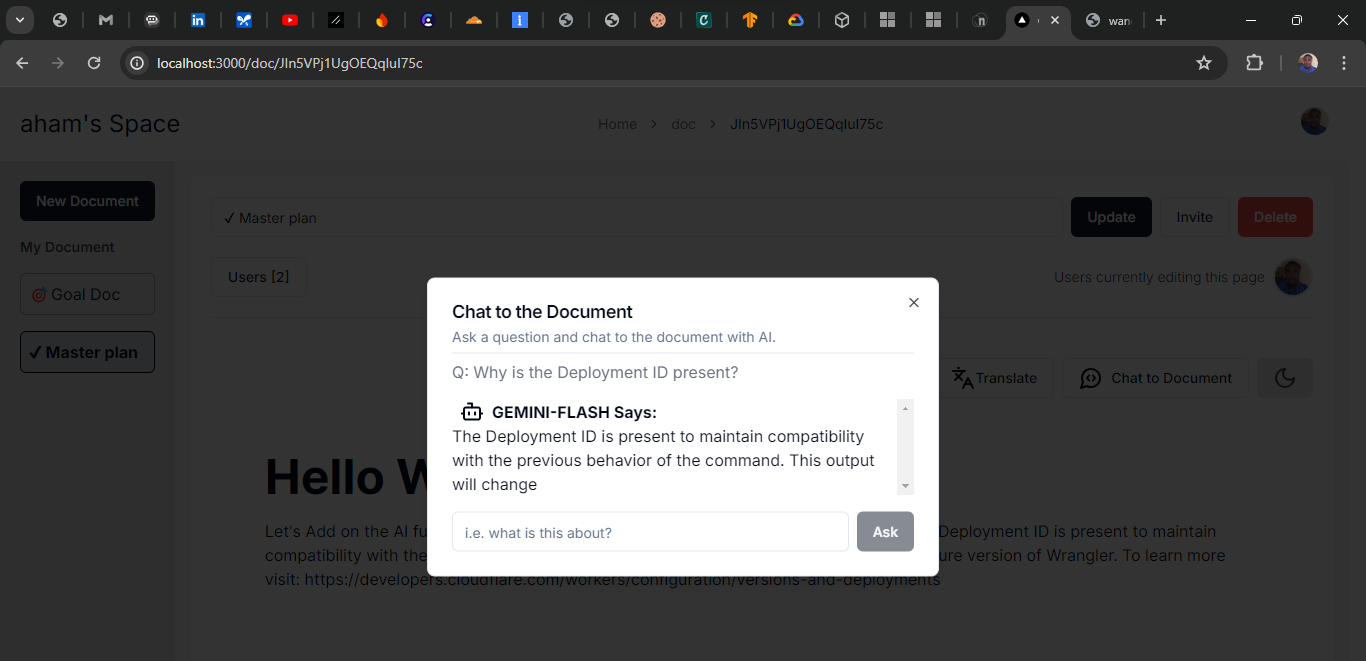 wan
localhost:3000/doc/JIn5VPj1UgOEQqluI75c
aham's Space
Home > doc > JIn5VPj1UgOEQqluI75c
New Document
My Document
🎯 Goal Doc
✓ Master plan
✓ Master plan
Update
Invite
Delete
Users [2]
Users currently editing this page
Translate
Chat to Document
Hello W
Let's Add on the AI fu
Deployment ID is present to maintain
compatibility with the
ure version of Wrangler. To learn more
visit: https://developers.cloudflare.com/workers/configuration/versions-and-deployments
Chat to the Document
Ask a question and chat to the document with AI.
Q: Why is the Deployment ID present?
GEMINI-FLASH Says:
The Deployment ID is present to maintain compatibility
with the previous behavior of the command. This output
will change
i.e. what is this about?
Ask